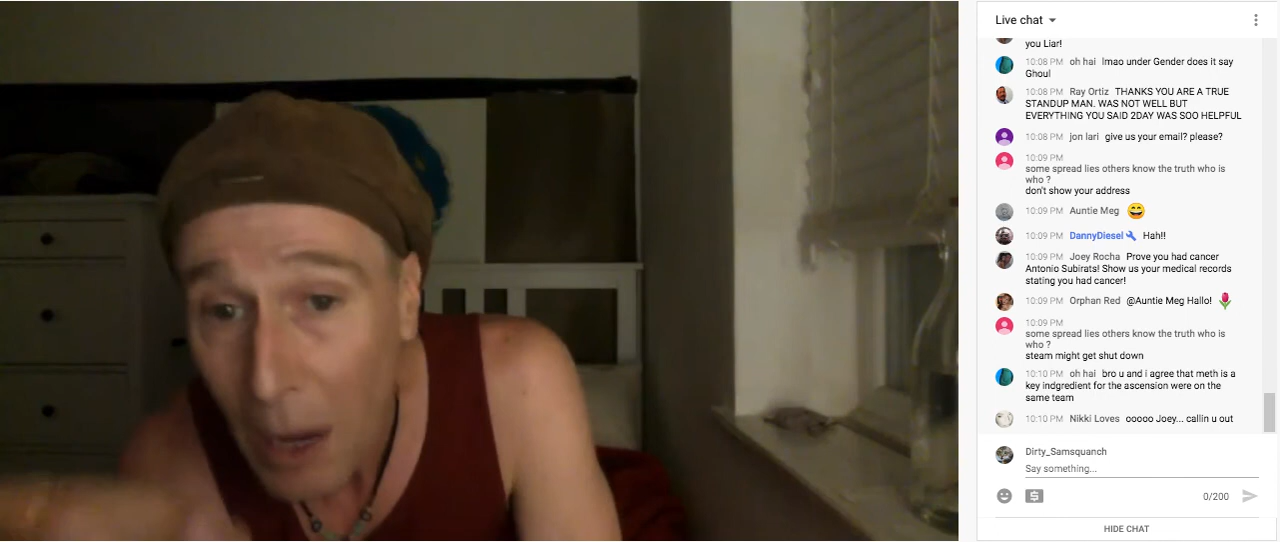 Live chat
you Liar!
10:08 PM oh hai lmao under Gender does it say
Ghoul
10:08 PM Ray Ortiz THANKS YOU ARE A TRUE
STANDUP MAN. WAS NOT WELL BUT
EVERYTHING YOU SAID 2DAY WAS SOO HELPFUL
10:08 PM jon lari give us your email? please?
10:09 PM
some spread lies others know the truth who is
who ?
don't show your address
10:09 PM Auntie Meg 😄
10:09 PM DannyDiesel Hah!!
10:09 PM Joey Rocha Prove you had cancer
Antonio Subirats! Show us your medical records
stating you had cancer!
10:09 PM Orphan Red @Auntie Meg Hallo! 🌷
10:09 PM
some spread lies others know the truth who is
who ?
steam might get shut down
10:10 PM oh hai bro u and i agree that meth is a
key indgredient for the ascension were on the
same team
10:10 PM Nikki Loves ooooo Joey... callin u out
Dirty_Samsquanch
Say something...
0/200
HIDE CHAT